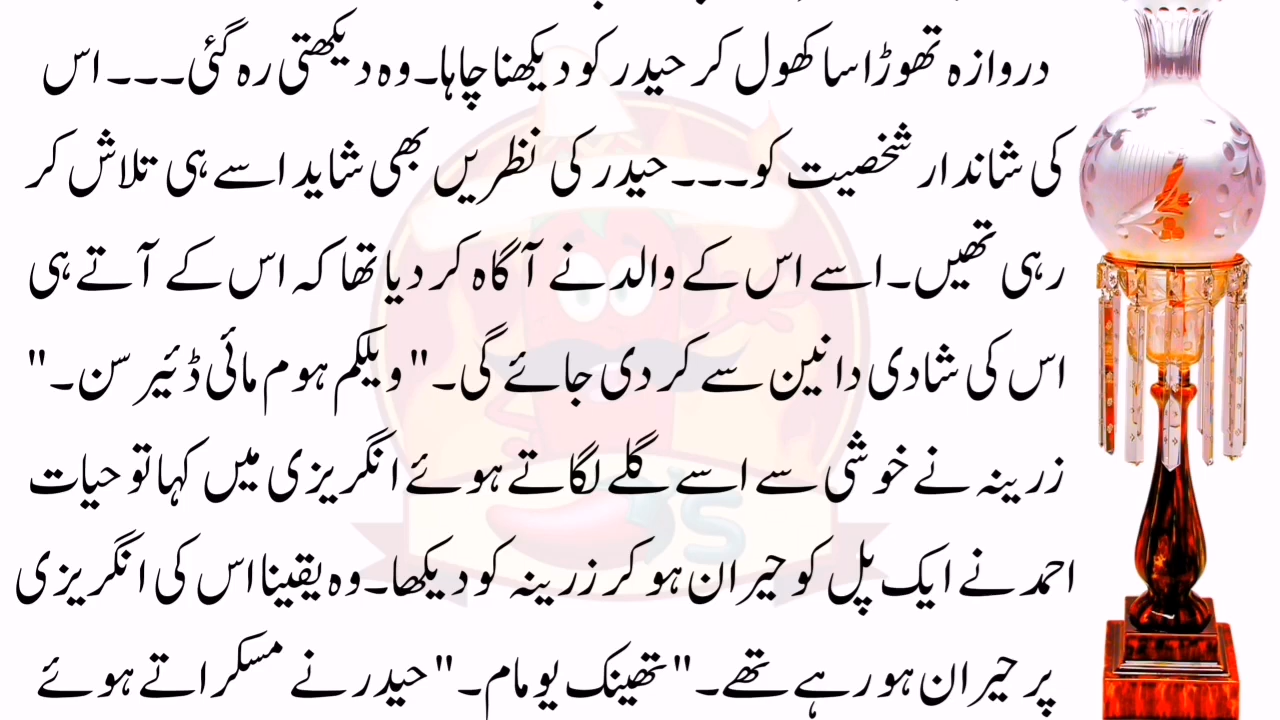 دروازہ تھوڑا سا کھول کر حیدر کو دیکھنا چاہا۔ وہ دیکھتی رہ گئی۔۔۔ اس
کی شاندار شخصیت کو۔۔۔ حیدر کی نظریں بھی شاید اسے ہی تلاش کر
رہی تھیں۔ اسے اس کے والد نے آگاہ کر دیا تھا کہ اس کے آتے ہی
اس کی شادی دانین سے کر دی جائے گی۔ "ویلکم ہوم مائی ڈئیر سن۔"
زرینہ نے خوشی سے اسے گلے لگاتے ہوئے انگریزی میں کہا تو حیات
احمد نے ایک پل کو حیران ہو کر زرینہ کو دیکھا۔ وہ یقینا اس کی انگریزی
پر حیران ہو رہے تھے۔ "تھینک یو مام۔" حیدر نے مسکراتے ہوئے